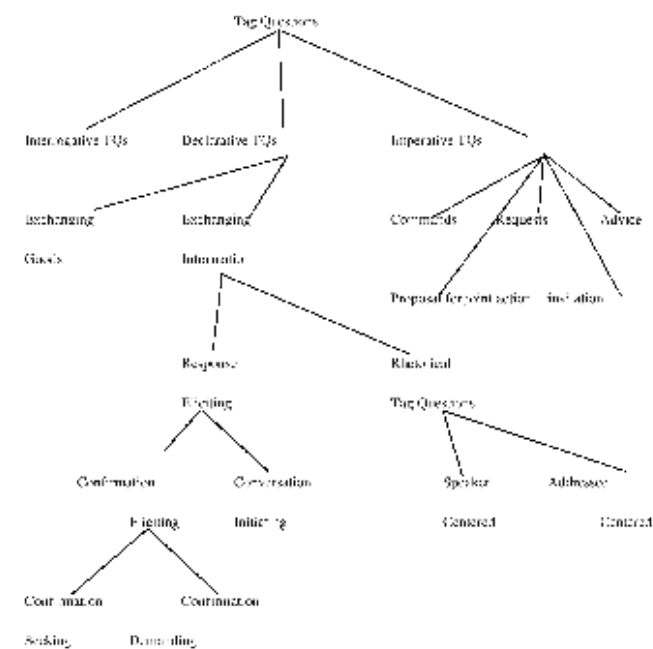 Tag Questions
Interrogative TQs Declarative TQs Imperative TQs
Exchanging Exchanging Commands Requests Advice
Goods Information
Proposal for joint action invitation
Response Rhetorical
Eliciting Tag Questions
Confirmation Conversation Speaker Addressee
Eliciting Initiating Centered Centered
Confirmation Confirmation
Seeking Demanding